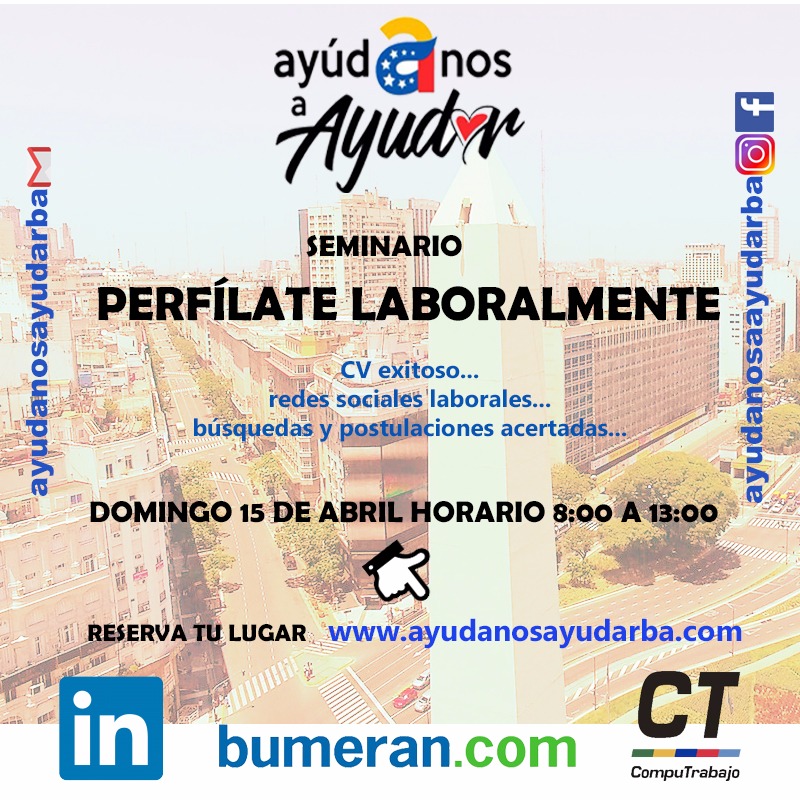 ayúdanos
a
Ayudar
SEMINARIO
PERFÍLATE LABORALMENTE
CV exitoso...
redes sociales laborales...
búsquedas y postulaciones acertadas...
DOMINGO 15 DE ABRIL HORARIO 8:00 A 13:00
RESERVA TU LUGAR www.ayudanosayudarba.com
ayudanosayudarba
ayudanosaayudarba
f
in
bumeran.com
CT
CompuTrabajo